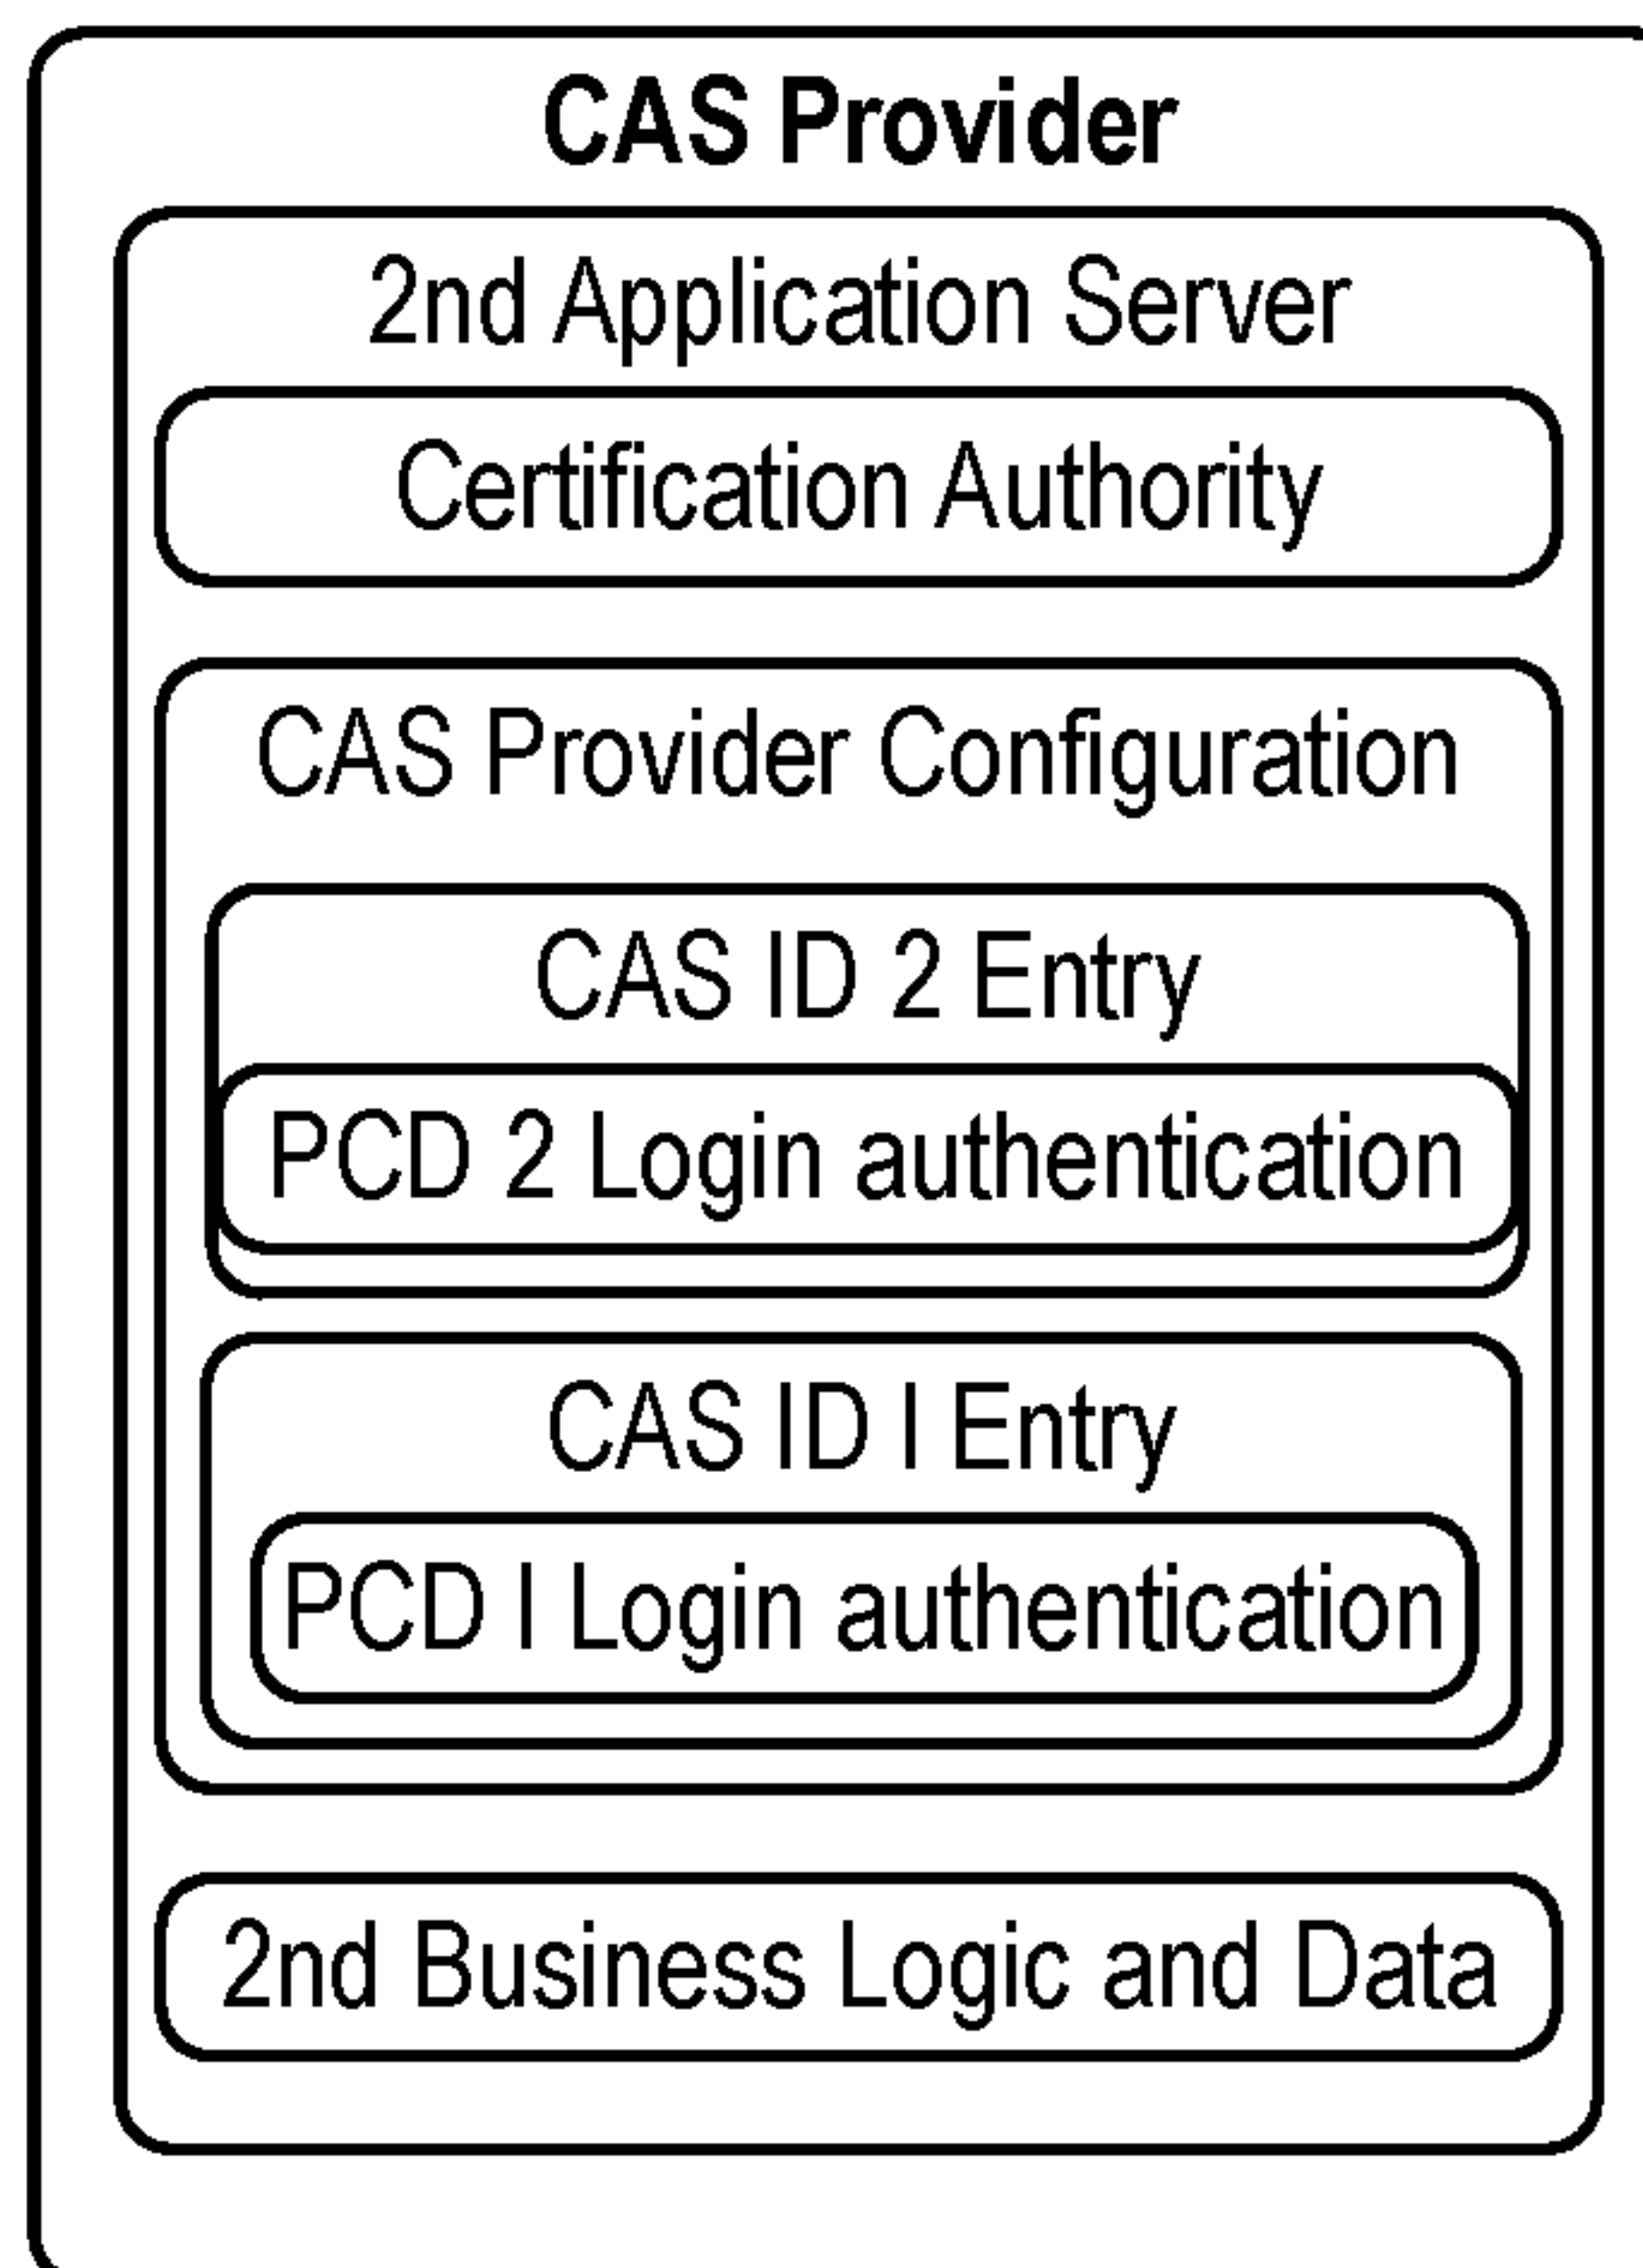 CAS Provider
2nd Application Server
Certification Authority
CAS Provider Configuration
CAS ID 2 Entry
PCD 2 Login authentication
CAS ID I Entry
PCD I Login authentication
2nd Business Logic and Data